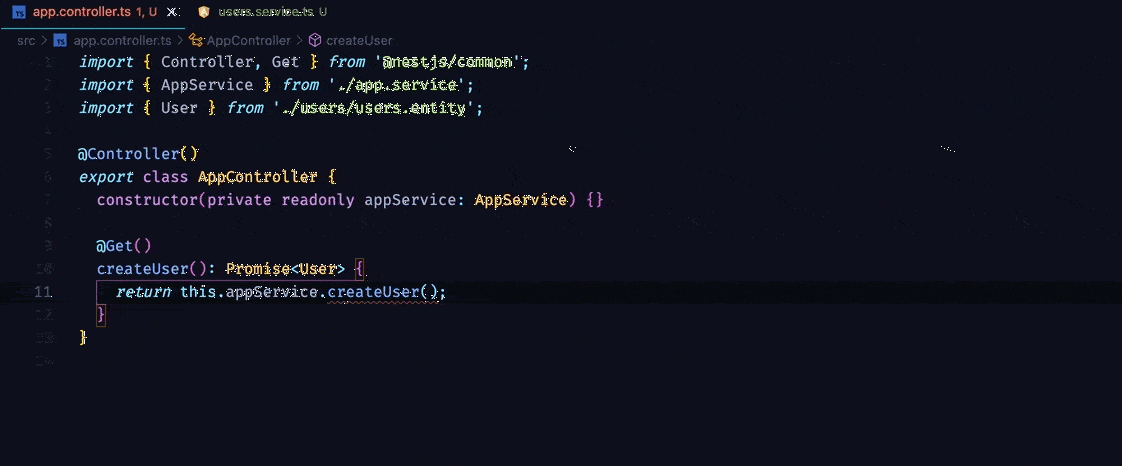 app.controller.ts 1, U X users.service.ts U
src > app.controller.ts > AppController > createUser
1 import { Controller, Get } from '@nestjs/common';
2 import { AppService } from './app.service';
3 import { User } from './users/users.entity';
4
5 @Controller()
6 export class AppController {
7 constructor(private readonly appService: AppService) {}
8
9 @Get()
10 createUser(): Promise<User> {
11 return this.appService.createUser();
12 }
13 }
14